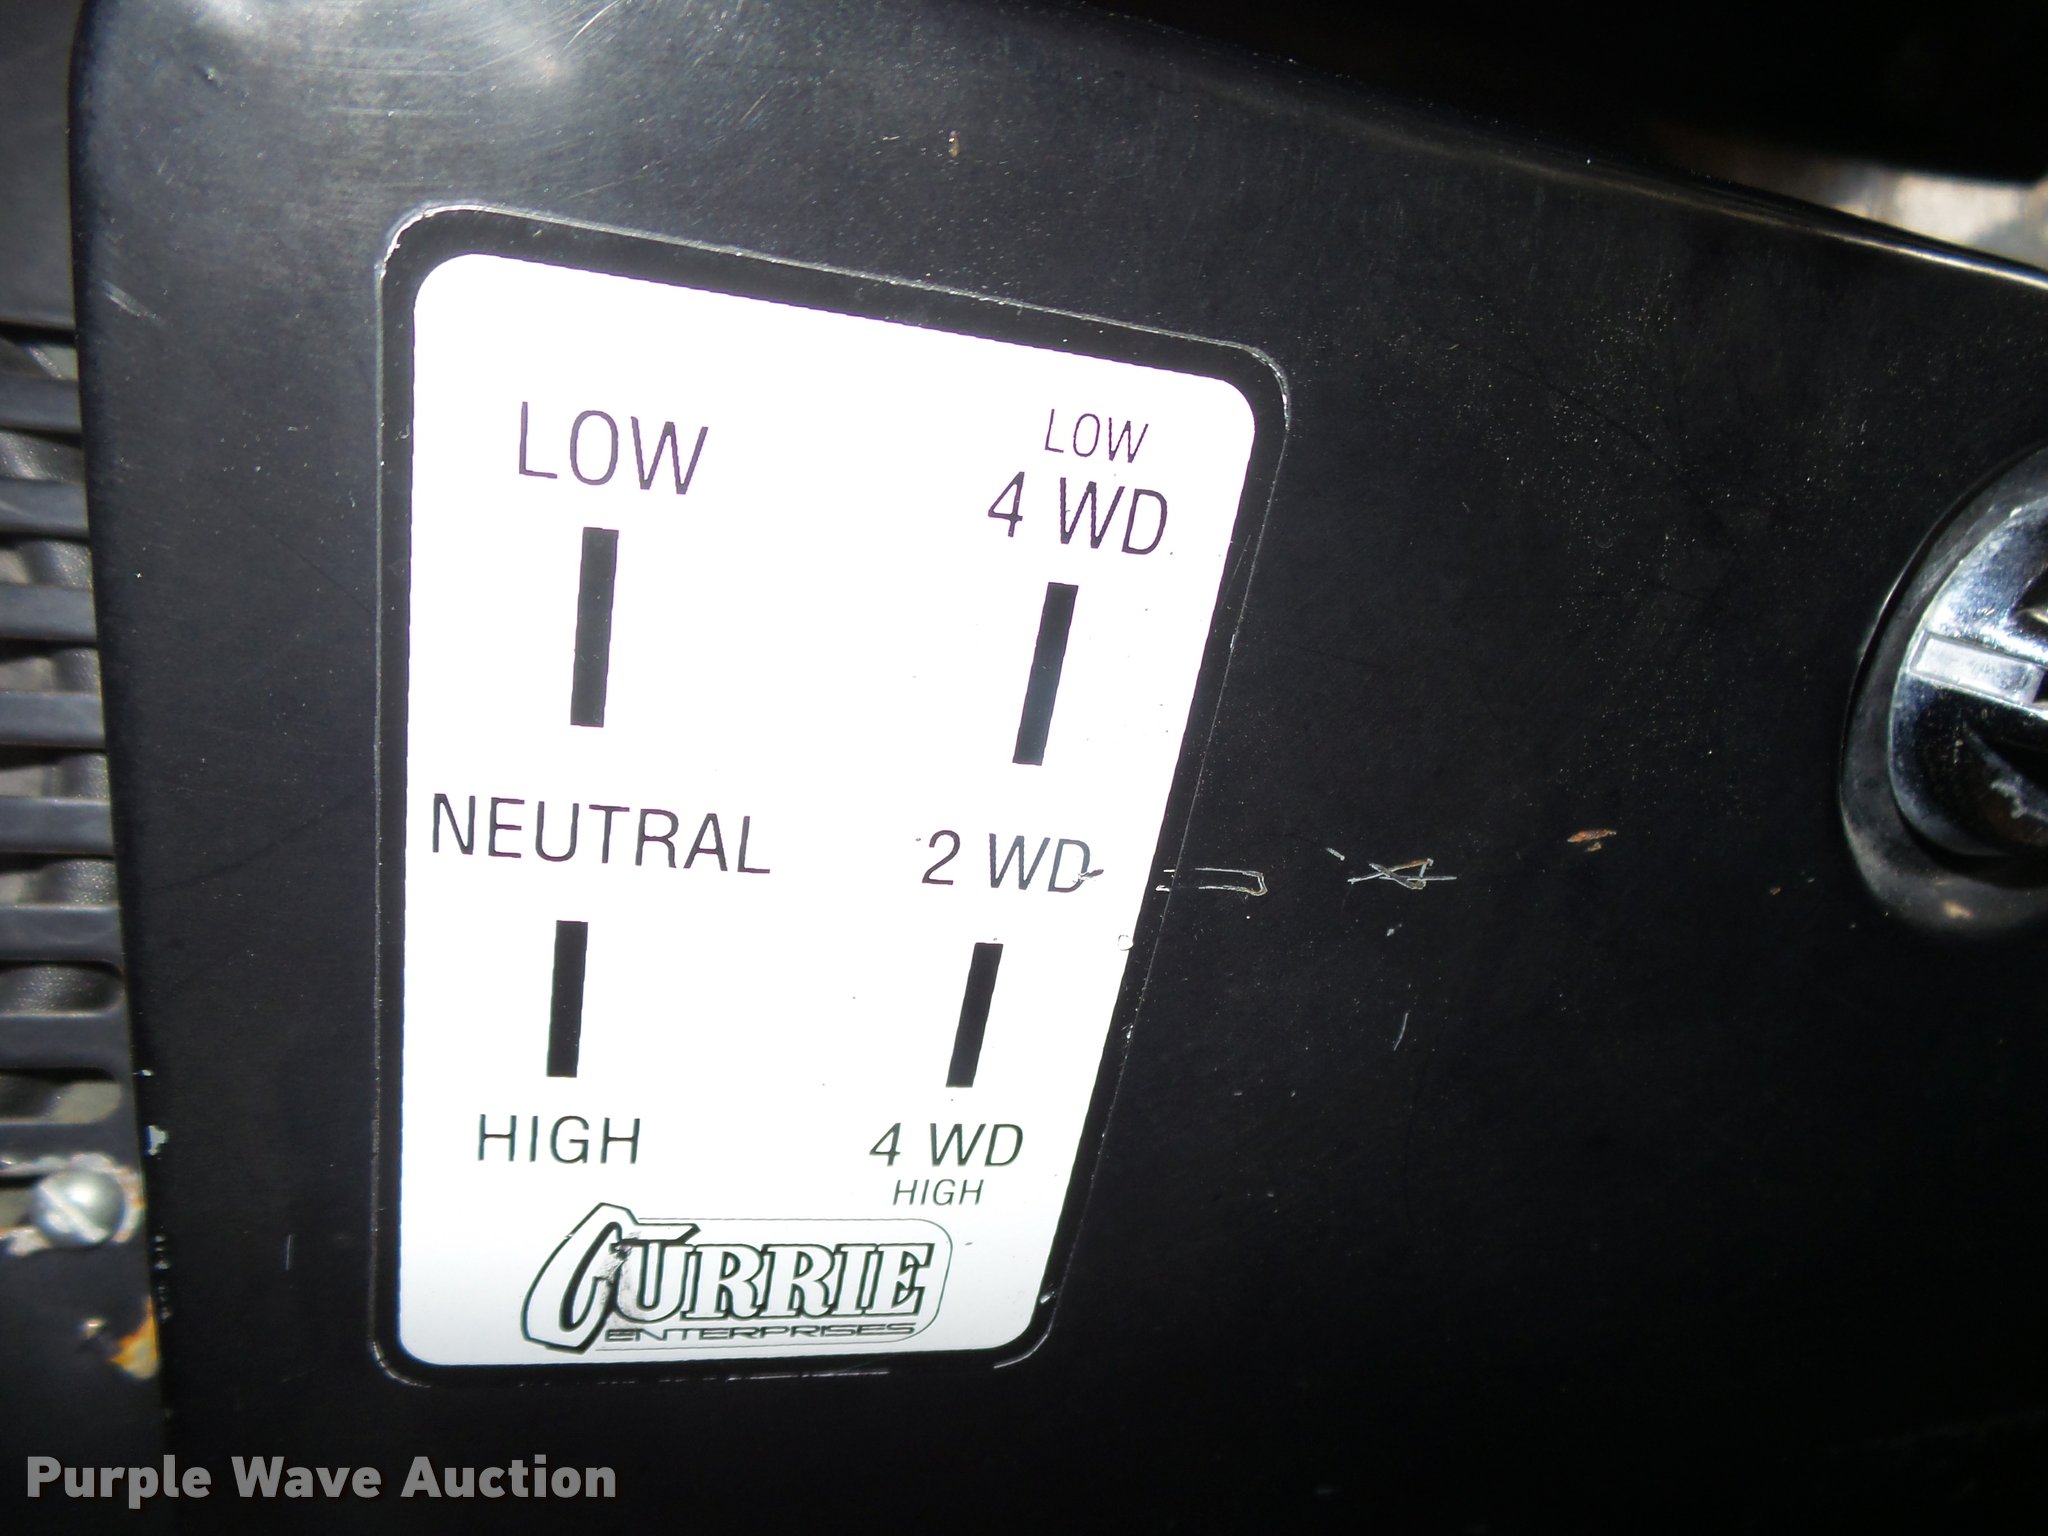 LOW
LOW
4 WD
NEUTRAL
2 WD
HIGH
4 WD
HIGH
CURRIE
ENTERPRISES
Purple Wave Auction